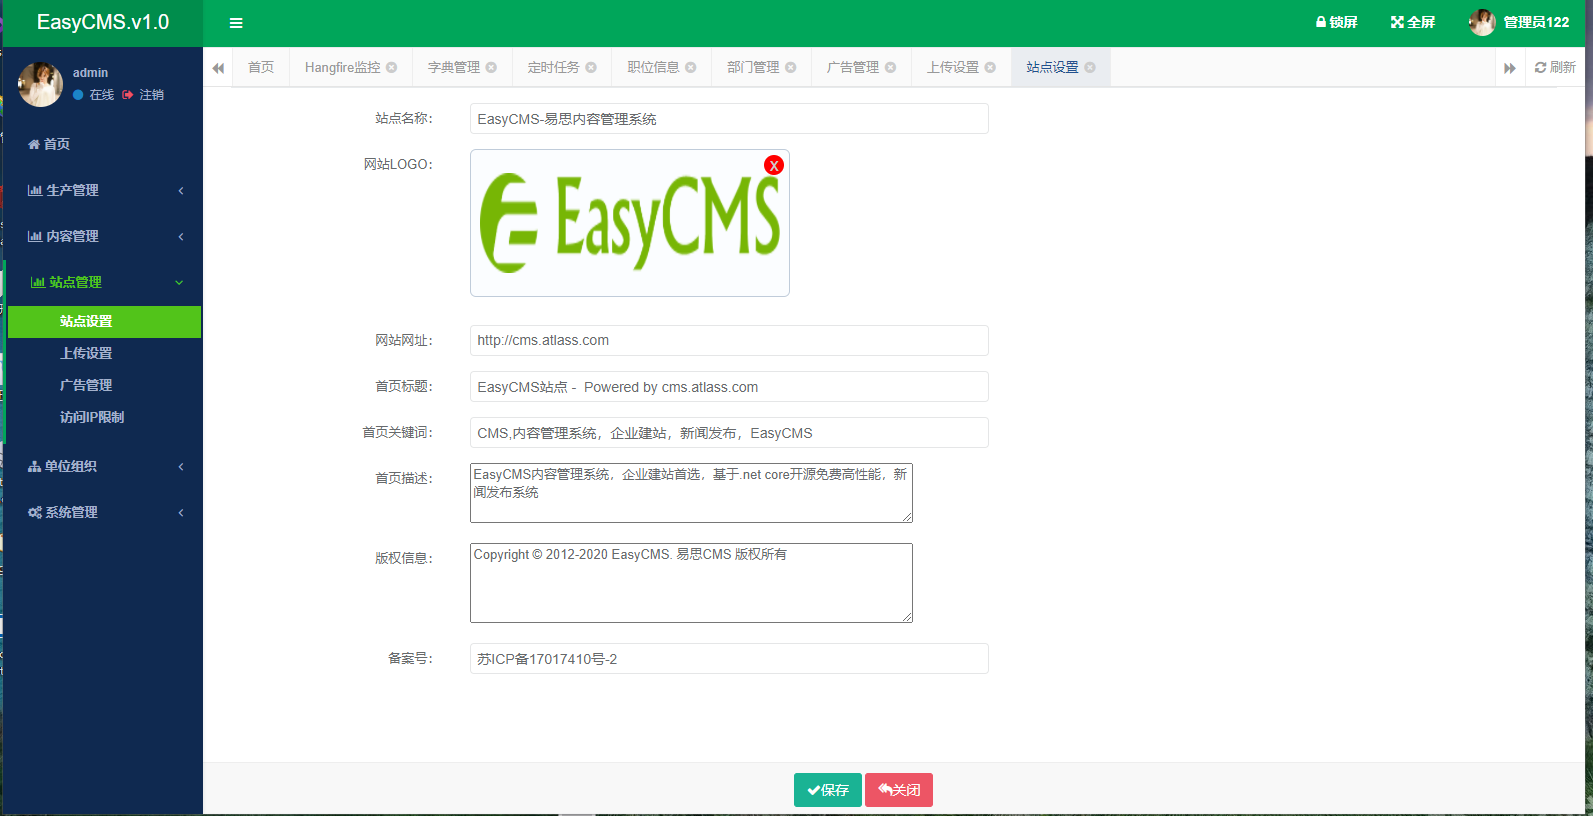 EasyCMS.v1.0
锁屏
全屏
管理员122
admin
在线
注销
首页
生产管理
内容管理
站点管理
站点设置
上传设置
广告管理
访问IP限制
单位组织
系统管理
首页
Hangfire监控
字典管理
定时任务
职位信息
部门管理
广告管理
上传设置
站点设置
刷新
站点名称：
EasyCMS-易思内容管理系统
网站LOGO：
X
EasyCMS
网站网址：
http://cms.atlass.com
首页标题：
EasyCMS站点 - Powered by cms.atlass.com
首页关键词：
CMS,内容管理系统，企业建站，新闻发布，EasyCMS
首页描述：
EasyCMS内容管理系统，企业建站首选，基于.net core开源免费高性能，新
闻发布系统
版权信息：
Copyright © 2012-2020 EasyCMS. 易思CMS 版权所有
备案号：
苏ICP备17017410号-2
保存
关闭